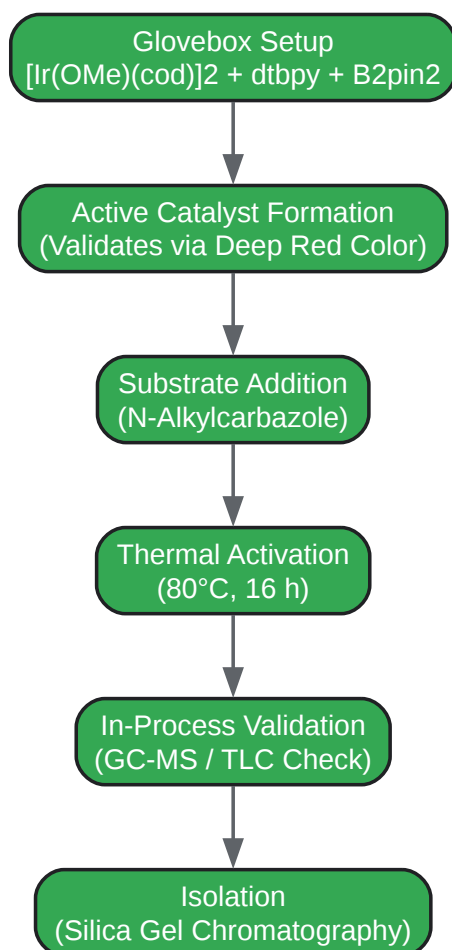 Glovebox Setup
[Ir(OMe)(cod)]2 + dtbpy + B2pin2
Active Catalyst Formation
(Validates via Deep Red Color)
Substrate Addition
(N-Alkylcarbazole)
Thermal Activation
(80°C, 16 h)
In-Process Validation
(GC-MS / TLC Check)
Isolation
(Silica Gel Chromatography)